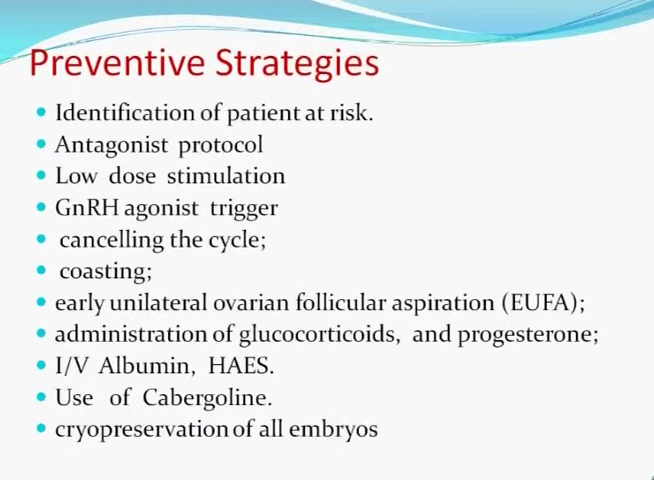 Preventive Strategies
• Identification of patient at risk.
• Antagonist protocol
• Low dose stimulation
• GnRH agonist trigger
• cancelling the cycle;
• coasting;
• early unilateral ovarian follicular aspiration (EUFA);
• administration of glucocorticoids, and progesterone;
• I/V Albumin, HAES.
• Use of Cabergoline.
• cryopreservation of all embryos